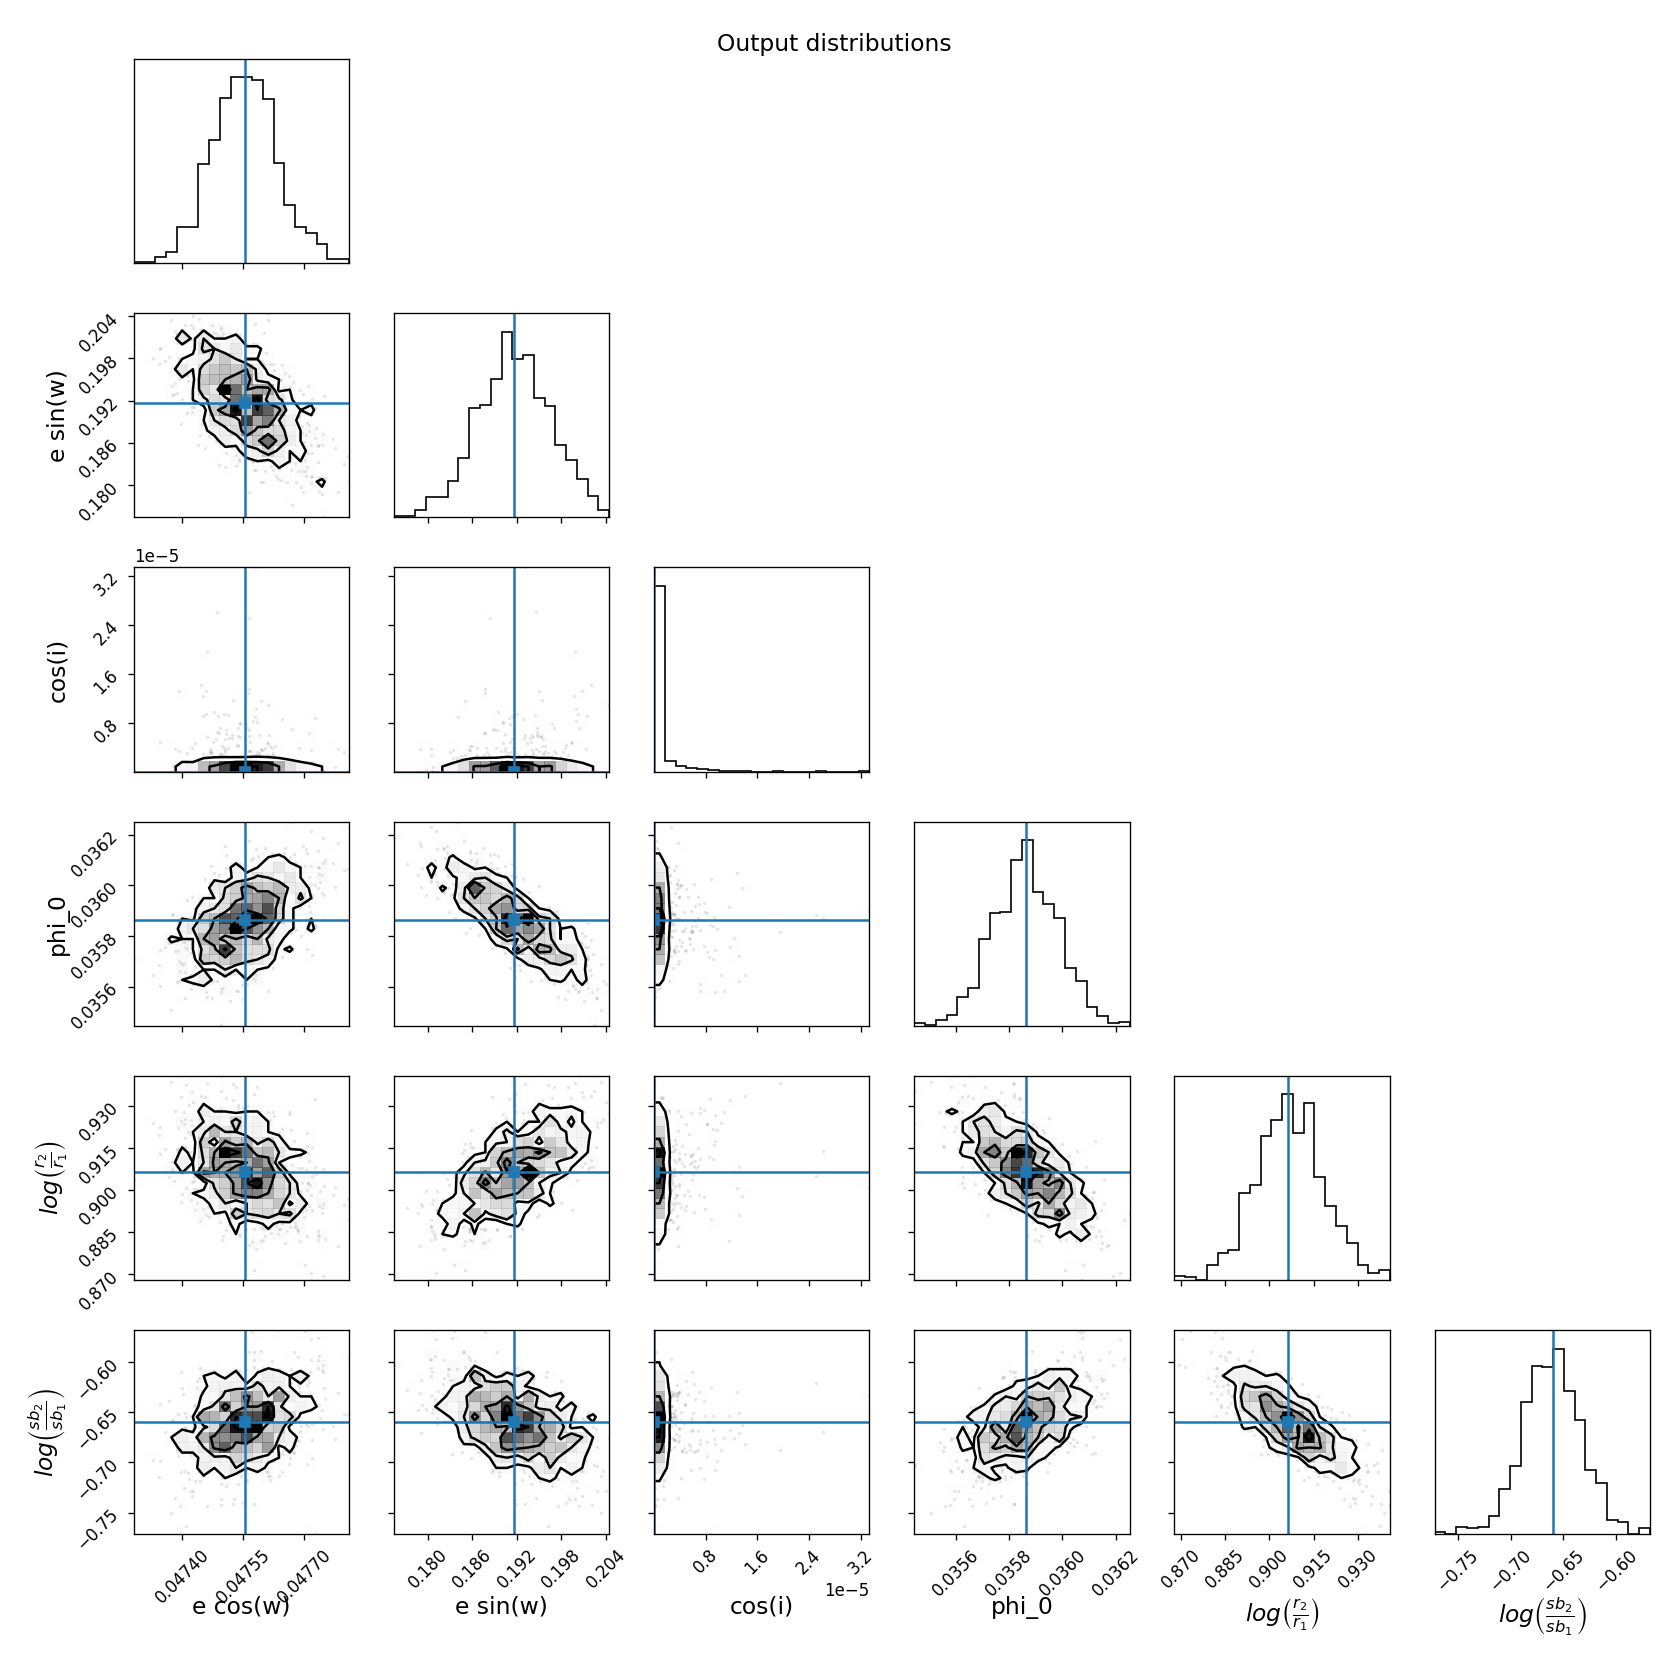 Output distributions
e sin(w)
0.204
0.198
0.192
0.186
0.180
1e−5
cos(i)
3.2
2.4
1.6
0.8
phi_0
0.0362
0.0360
0.0358
0.0356
log(r₂/r₁)
0.930
0.915
0.900
0.885
0.870
log(sb₂/sb₁)
−0.60
−0.65
−0.70
−0.75
0.04740 0.04755 0.04770
0.180 0.186 0.192 0.198 0.204
0.8 1.6 2.4 3.2
1e−5
0.0356 0.0358 0.0360 0.0362
0.870 0.885 0.900 0.915 0.930
−0.75 −0.70 −0.65 −0.60
e cos(w) e sin(w) cos(i) phi_0 log(r₂/r₁) log(sb₂/sb₁)